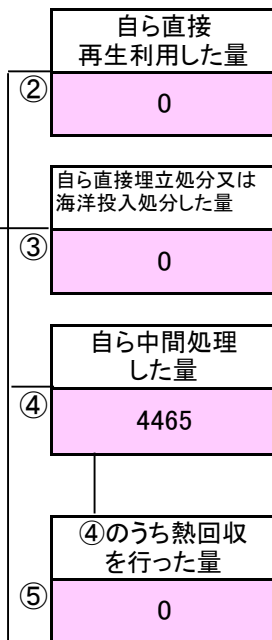 自ら直接
再生利用した量
②
0
自ら直接埋立処分又は
海洋投入処分した量
③
0
自ら中間処理
した量
④
4465
④のうち熱回収
を行った量
⑤
0